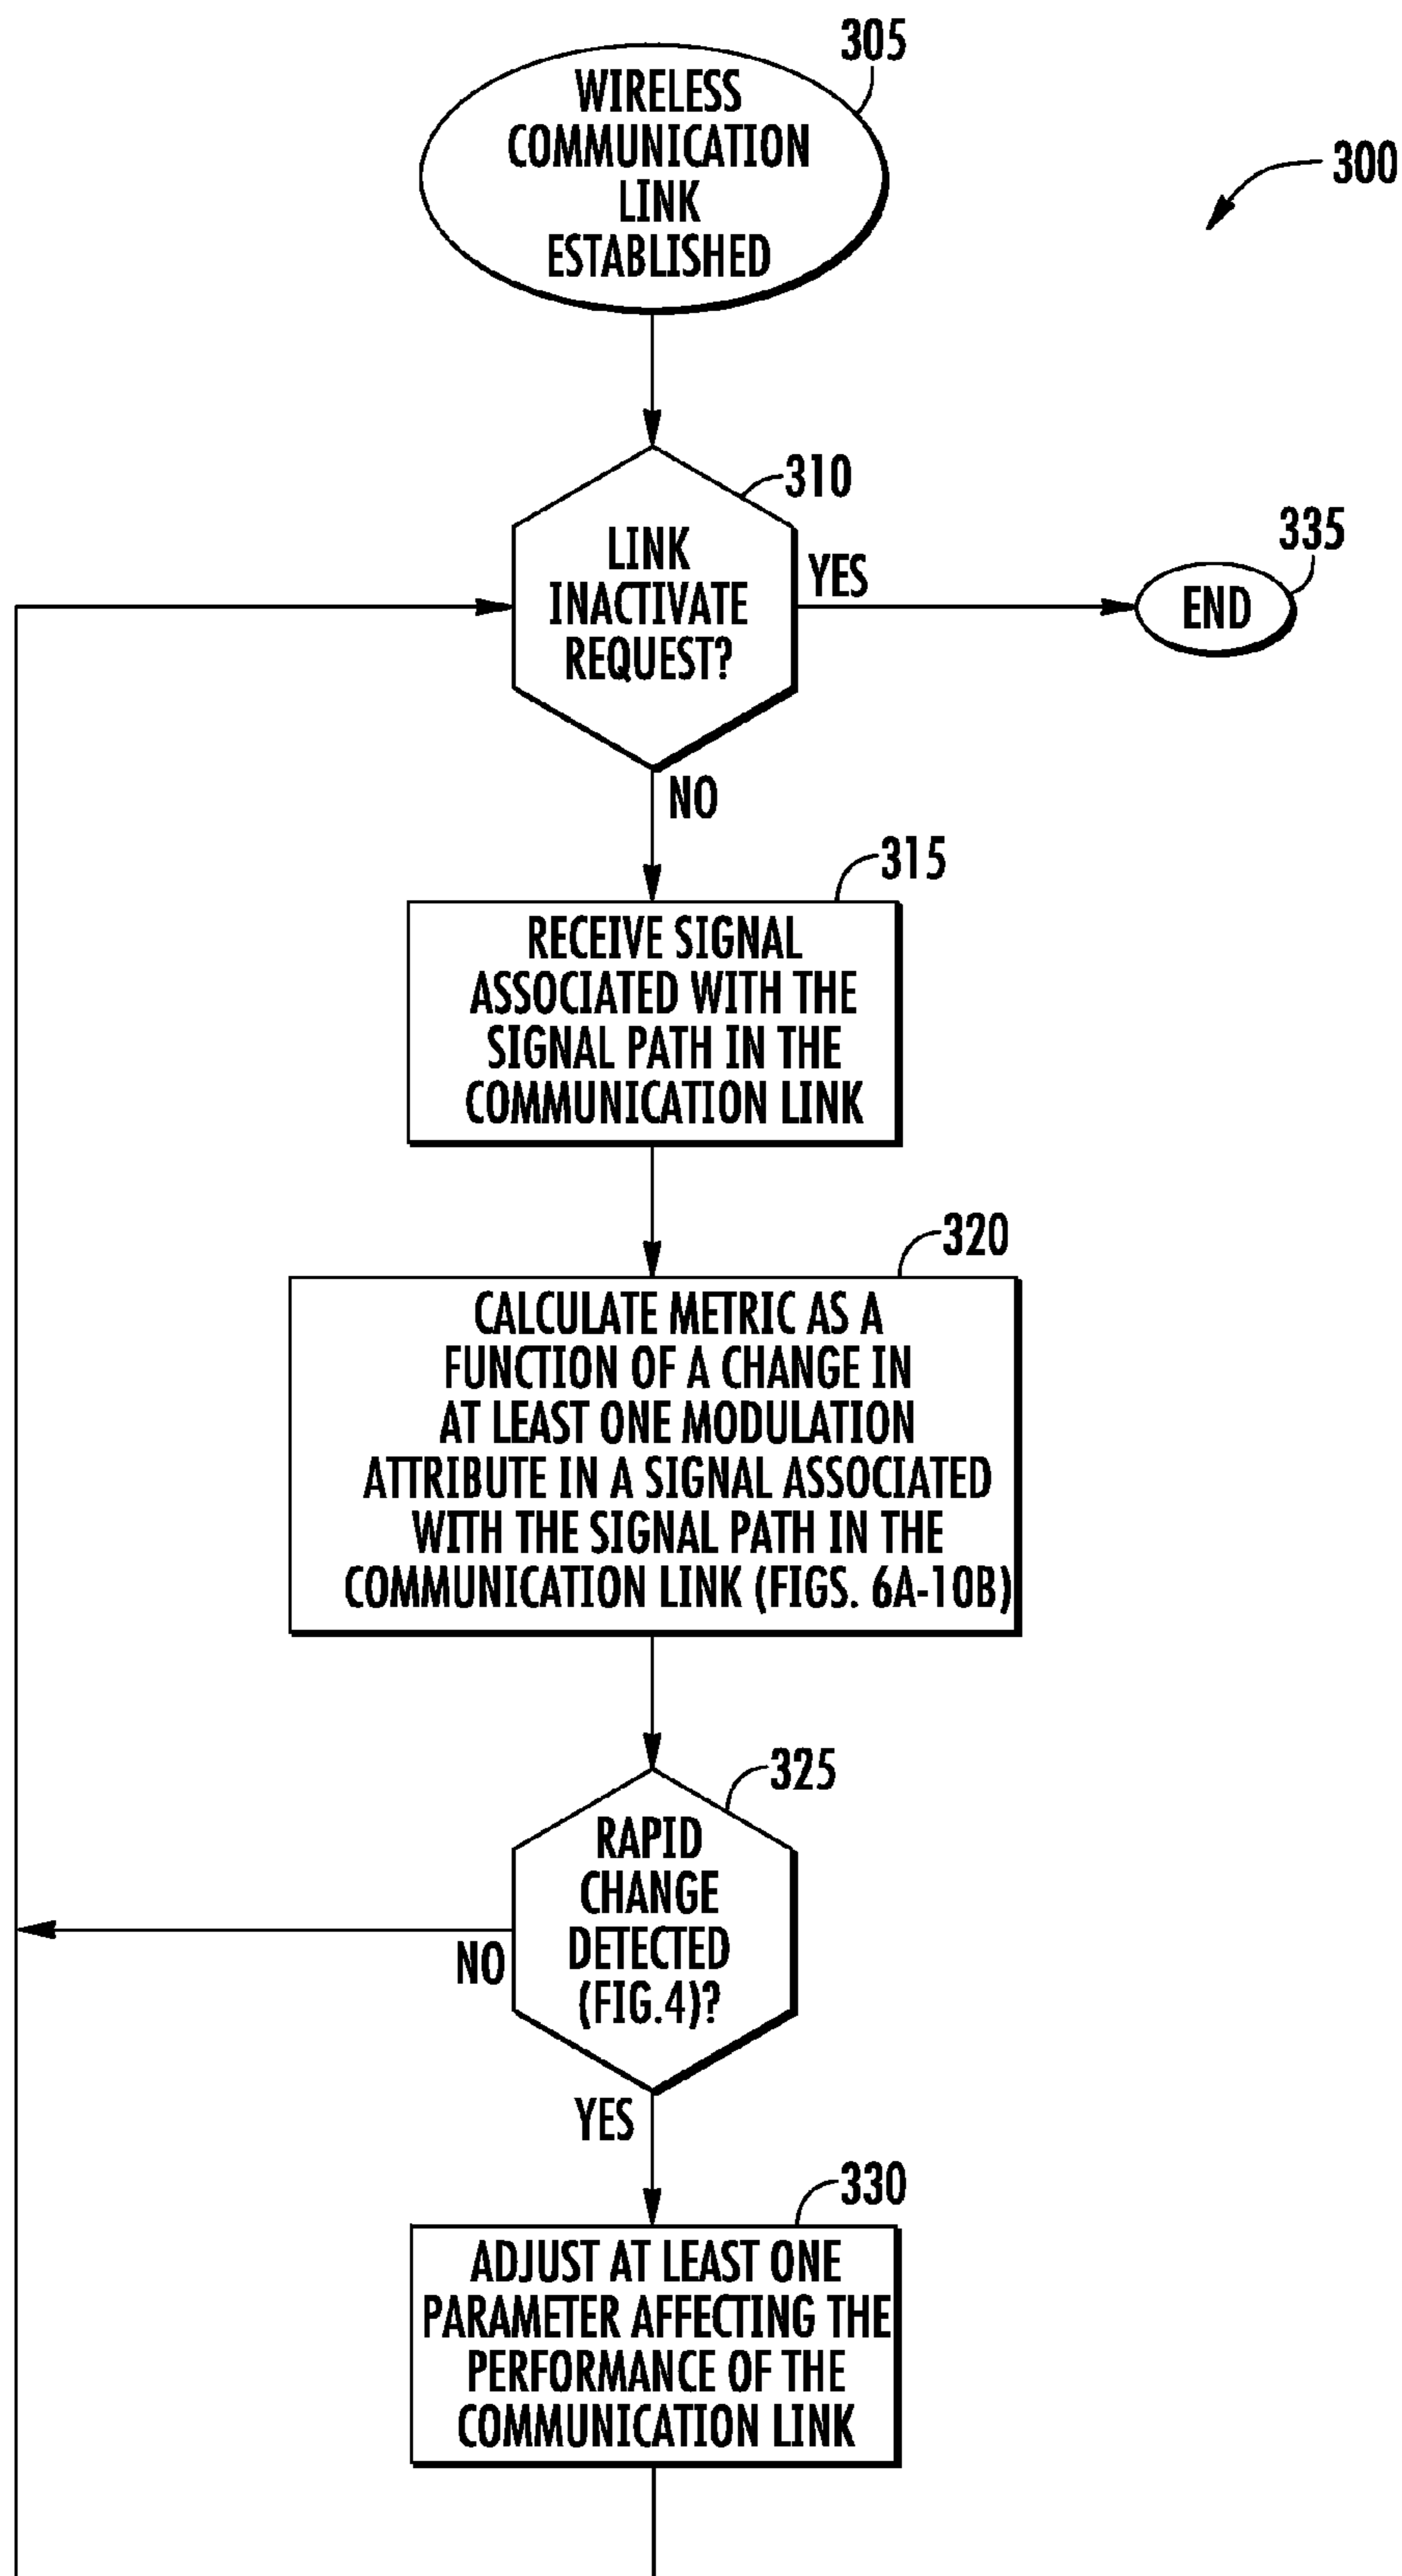 305
WIRELESS
COMMUNICATION
LINK
ESTABLISHED
300
310
LINK
INACTIVATE
REQUEST?
YES
335
END
NO
315
RECEIVE SIGNAL
ASSOCIATED WITH THE
SIGNAL PATH IN THE
COMMUNICATION LINK
320
CALCULATE METRIC AS A
FUNCTION OF A CHANGE IN
AT LEAST ONE MODULATION
ATTRIBUTE IN A SIGNAL ASSOCIATED
WITH THE SIGNAL PATH IN THE
COMMUNICATION LINK (FIGS. 6A-10B)
325
RAPID
CHANGE
DETECTED
(FIG.4)?
NO
YES
330
ADJUST AT LEAST ONE
PARAMETER AFFECTING THE
PERFORMANCE OF THE
COMMUNICATION LINK